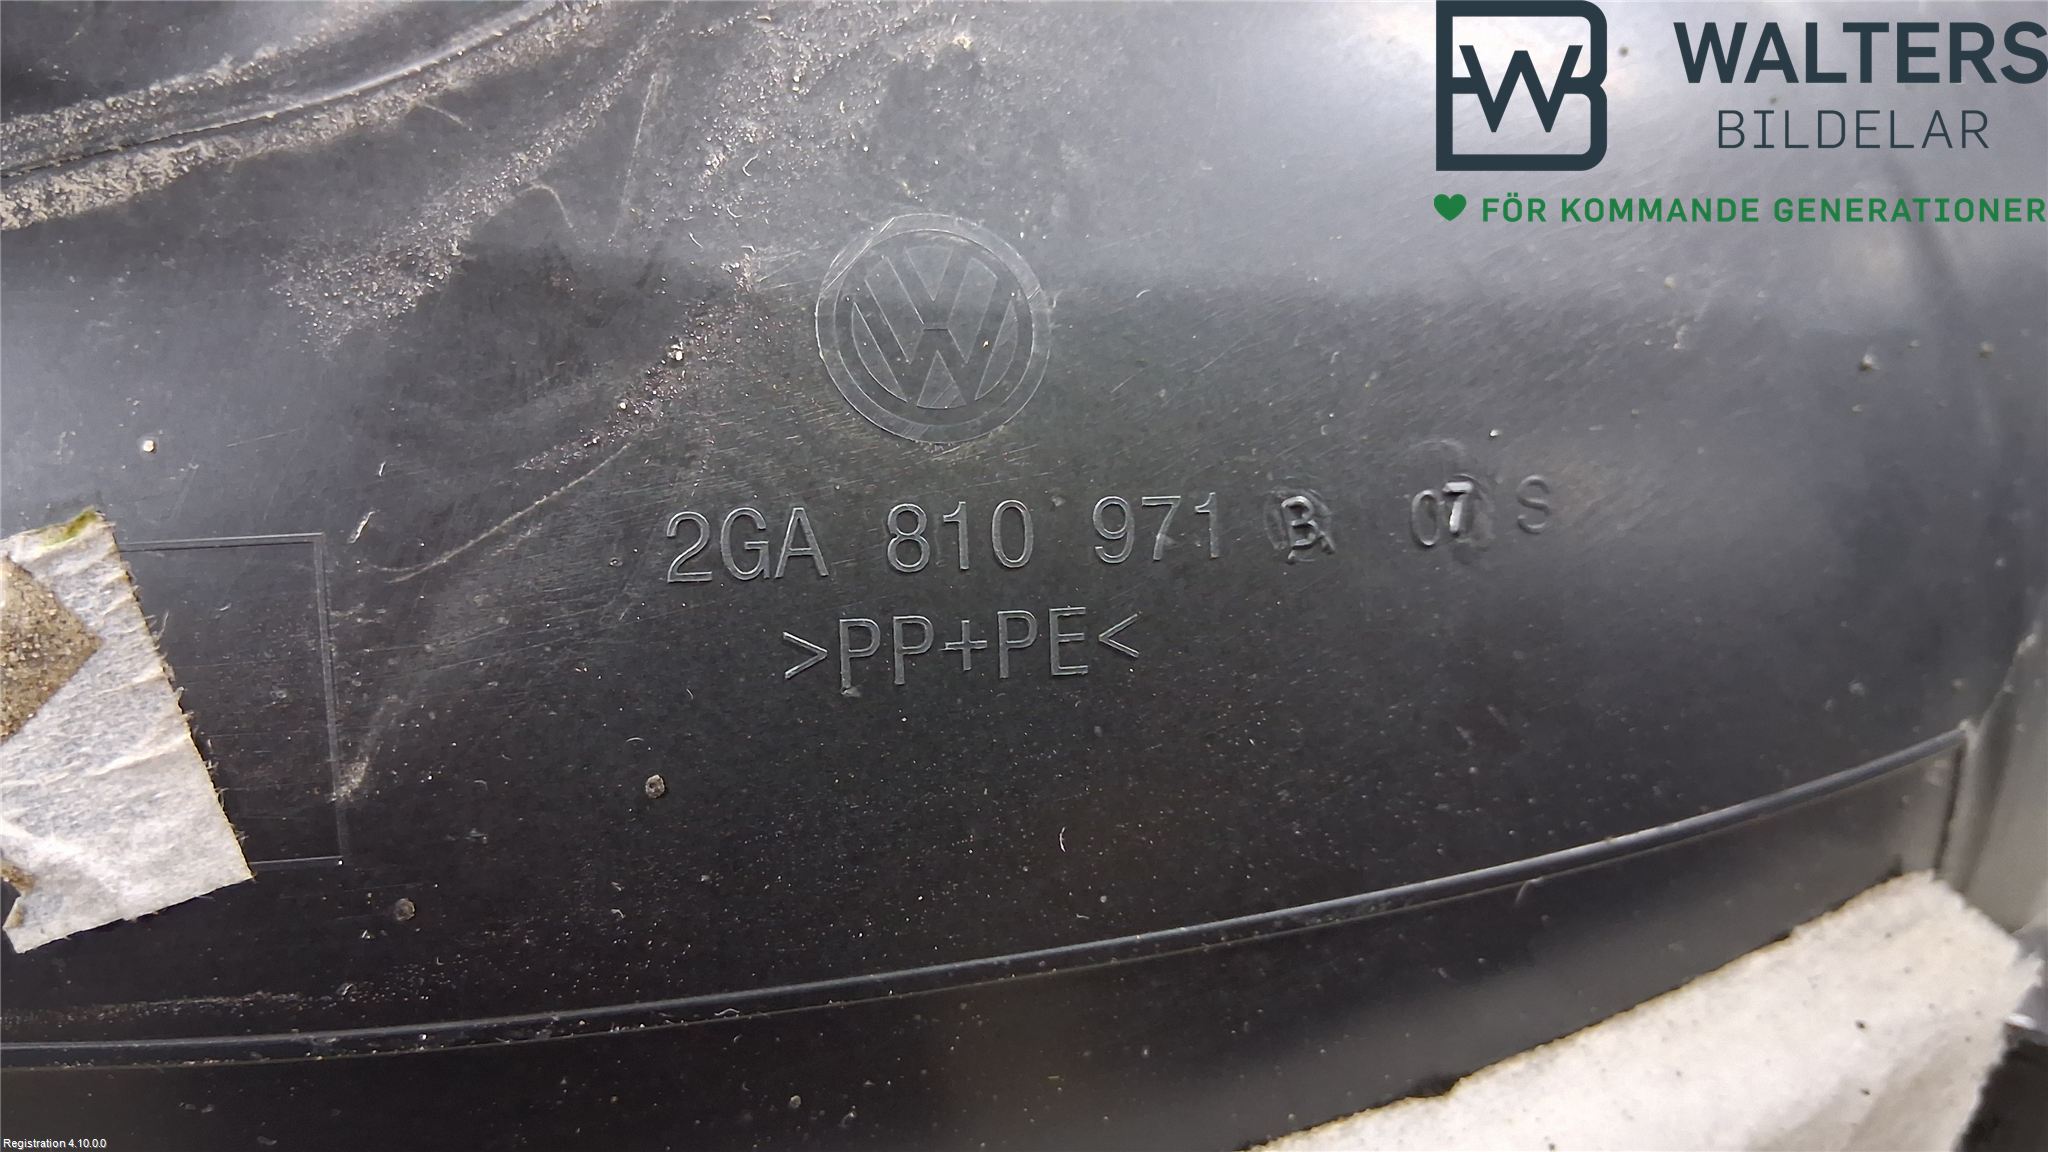 WALTERS
BILDELAR
FÖR KOMMANDE GENERATIONER
2GA 810 971 B 07 S
>PP+PE<
Registration 4.10.0.0